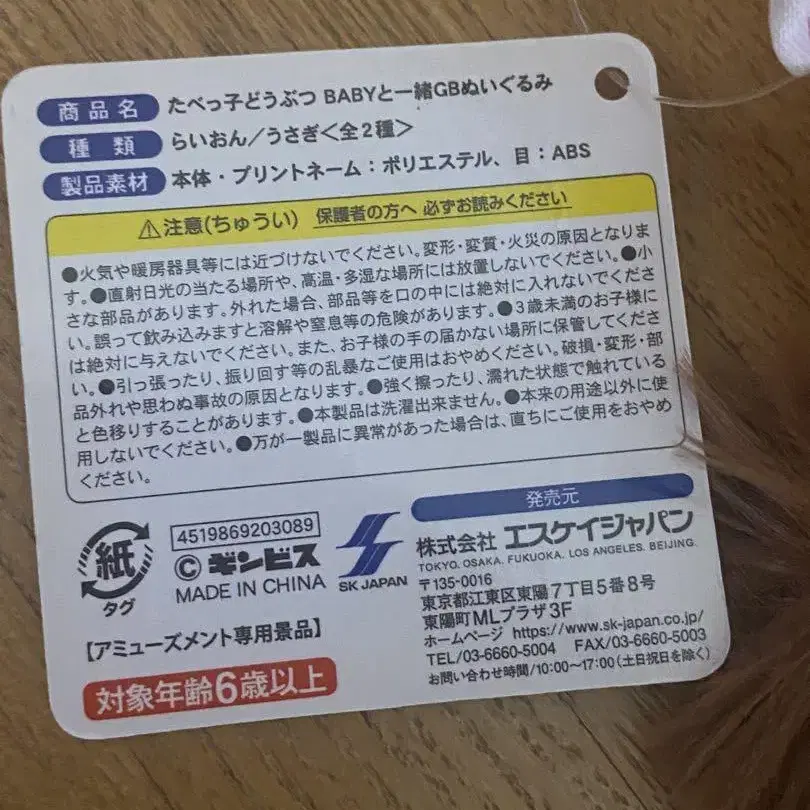 商品名 たべっ子どうぶつ BABYと一緒GBぬいぐるみ
種類 らいおん／うさぎ＜全2種＞
製品素材 本体・プリントネーム：ポリエステル、目：ABS
⚠注意(ちゅうい) 保護者の方へ 必ずお読みください
●火気や暖房器具等には近づけないでください。変形・変質・火災の原因となりま
す。●直射日光の当たる場所や、高温・多湿な場所には放置しないでください。●小
さな部品があります。外れた場合、部品等を口の中には絶対に入れないでくださ
い。誤って飲み込みますと溶解や窒息等の危険があります。●3歳未満のお子様に
は絶対に与えないでください。また、お子様の手の届かない場所に保管してくださ
い。●引っ張ったり、振り回す等の乱暴なご使用はおやめください。破損・変形・部
品外れや思わぬ事故の原因となります。●強く擦ったり、濡れた状態で触れている
と色移りすることがあります。●本製品は洗濯出来ません。●本来の用途以外に使
用しないでください。●万が一製品に異常があった場合は、直ちにご使用をおやめ
ください。
紙
タグ
4519869203089
©ギンビス
MADE IN CHINA
SK JAPAN
【アミューズメント専用景品】
対象年齢6歳以上
発売元
株式会社 エスケイジャパン
TOKYO. OSAKA. FUKUOKA. LOS ANGELES. BEIJING.
〒135-0016
東京都江東区東陽7丁目5番8号
東陽町MLプラザ3F
ホームページ https://www.sk-japan.co.jp/
TEL/03-6660-5004 FAX/03-6660-5003
お問い合わせ時間/10:00~17:00(土日祝日を除く)